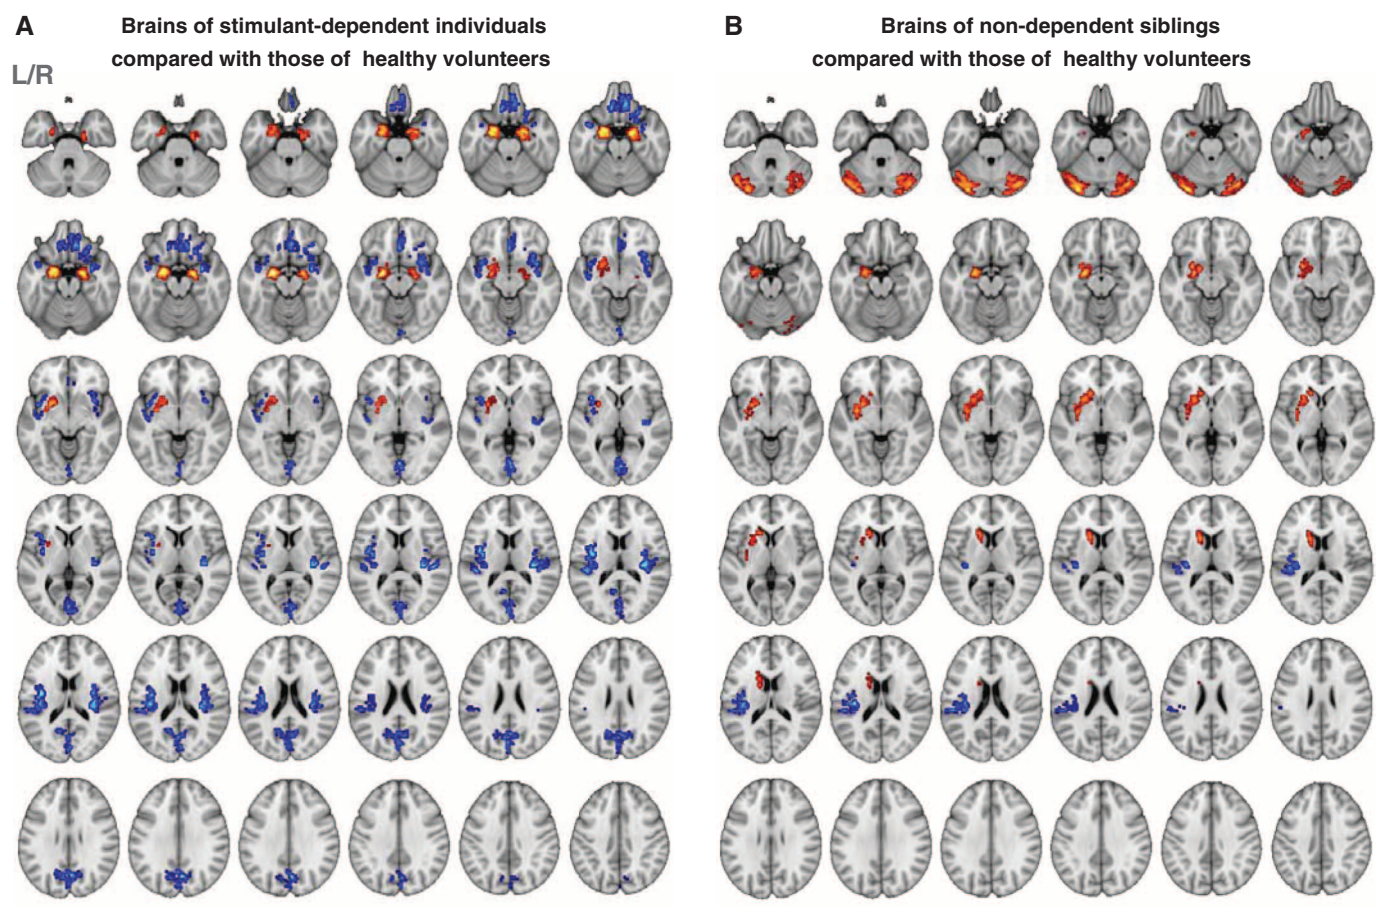 A
Brains of stimulant-dependent individuals
compared with those of healthy volunteers
L/R
B
Brains of non-dependent siblings
compared with those of healthy volunteers